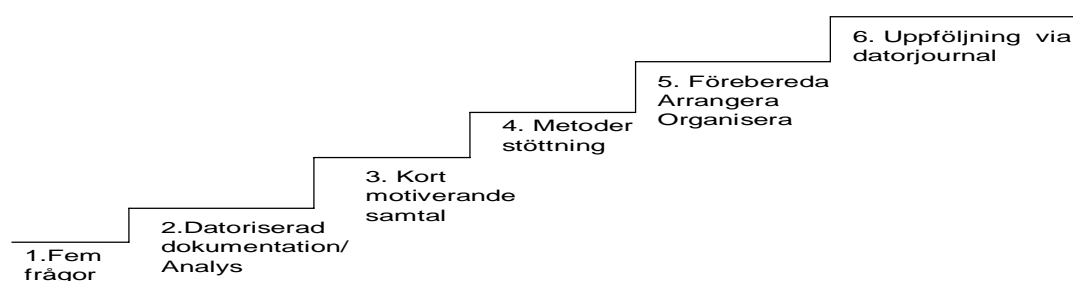 1.Fem
frågor
2.Datoriserad
dokumentation/
Analys
3. Kort
motiverande
samtal
4. Metoder
stöttning
5. Förebereda
Arrangera
Organisera
6. Uppföljning via
datorjournal